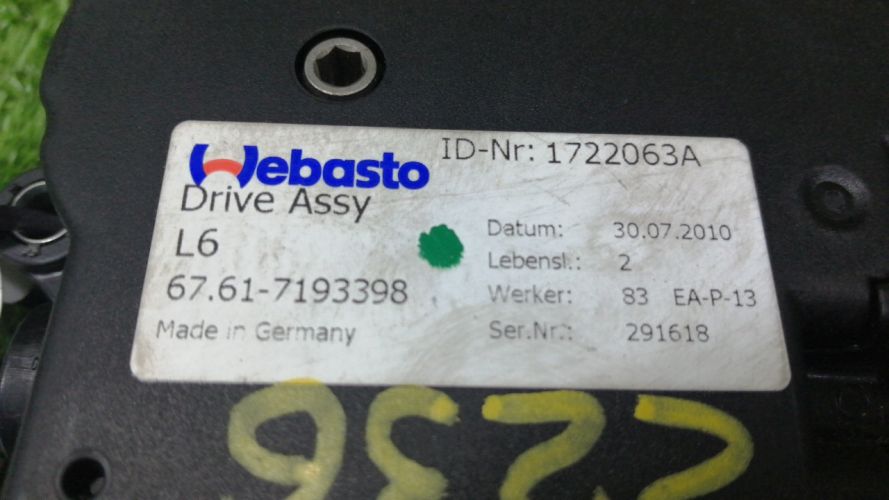 Webasto
ID-Nr: 1722063A
Drive Assy
L6
67.61-7193398
Made in Germany
Datum: 30.07.2010
Lebensl.: 2
Werker: 83 EA-P-13
Ser.Nr.: 291618